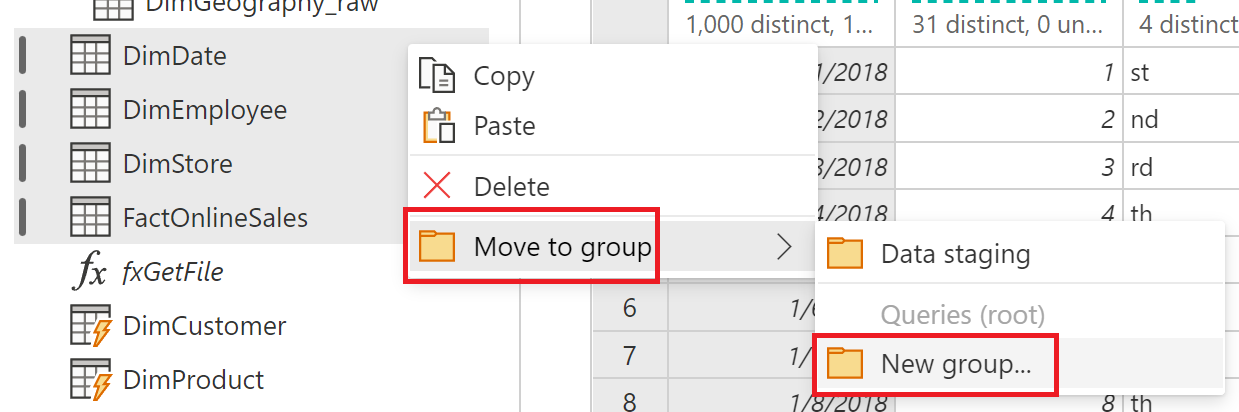 DimGeography_raw
DimDate
DimEmployee
DimStore
FactOnlineSales
fx fxGetFile
DimCustomer
DimProduct
Copy
Paste
Delete
Move to group
Data staging
Queries (root)
New group...
1,000 distinct, 1... 31 distinct, 0 un... 4 distinct
1/2018 1 st
2/2018 2 nd
3/2018 3 rd
4/2018 4 th
6 1/6
7 1/
8 1/8/2018 8 th